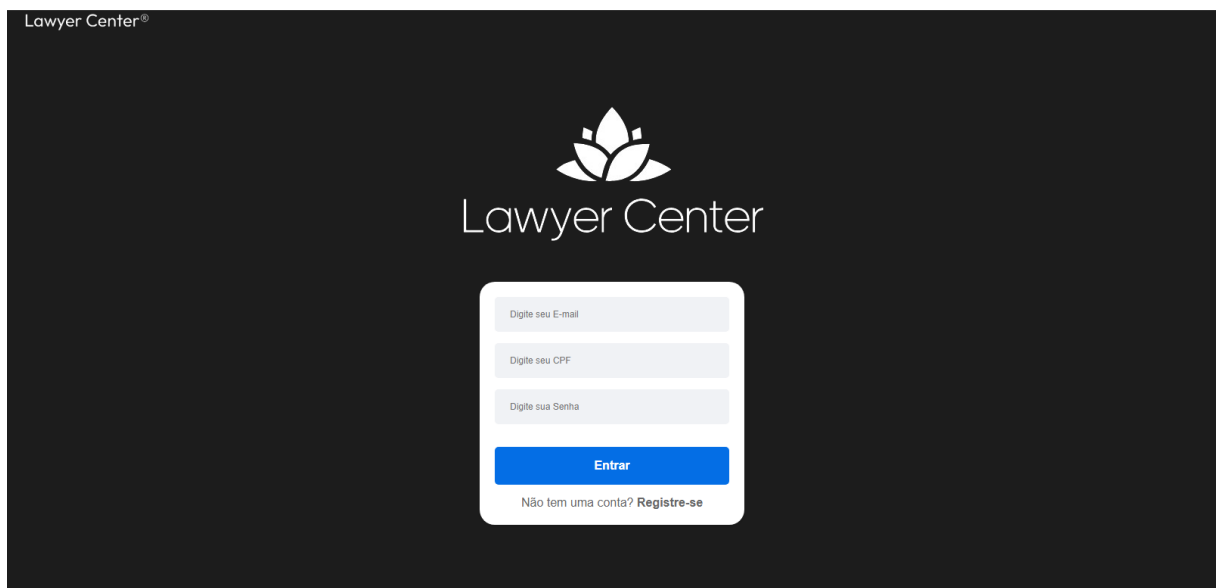 Lawyer Center®
Lawyer Center
Digite seu E-mail
Digite seu CPF
Digite sua Senha
Entrar
Não tem uma conta? Registre-se